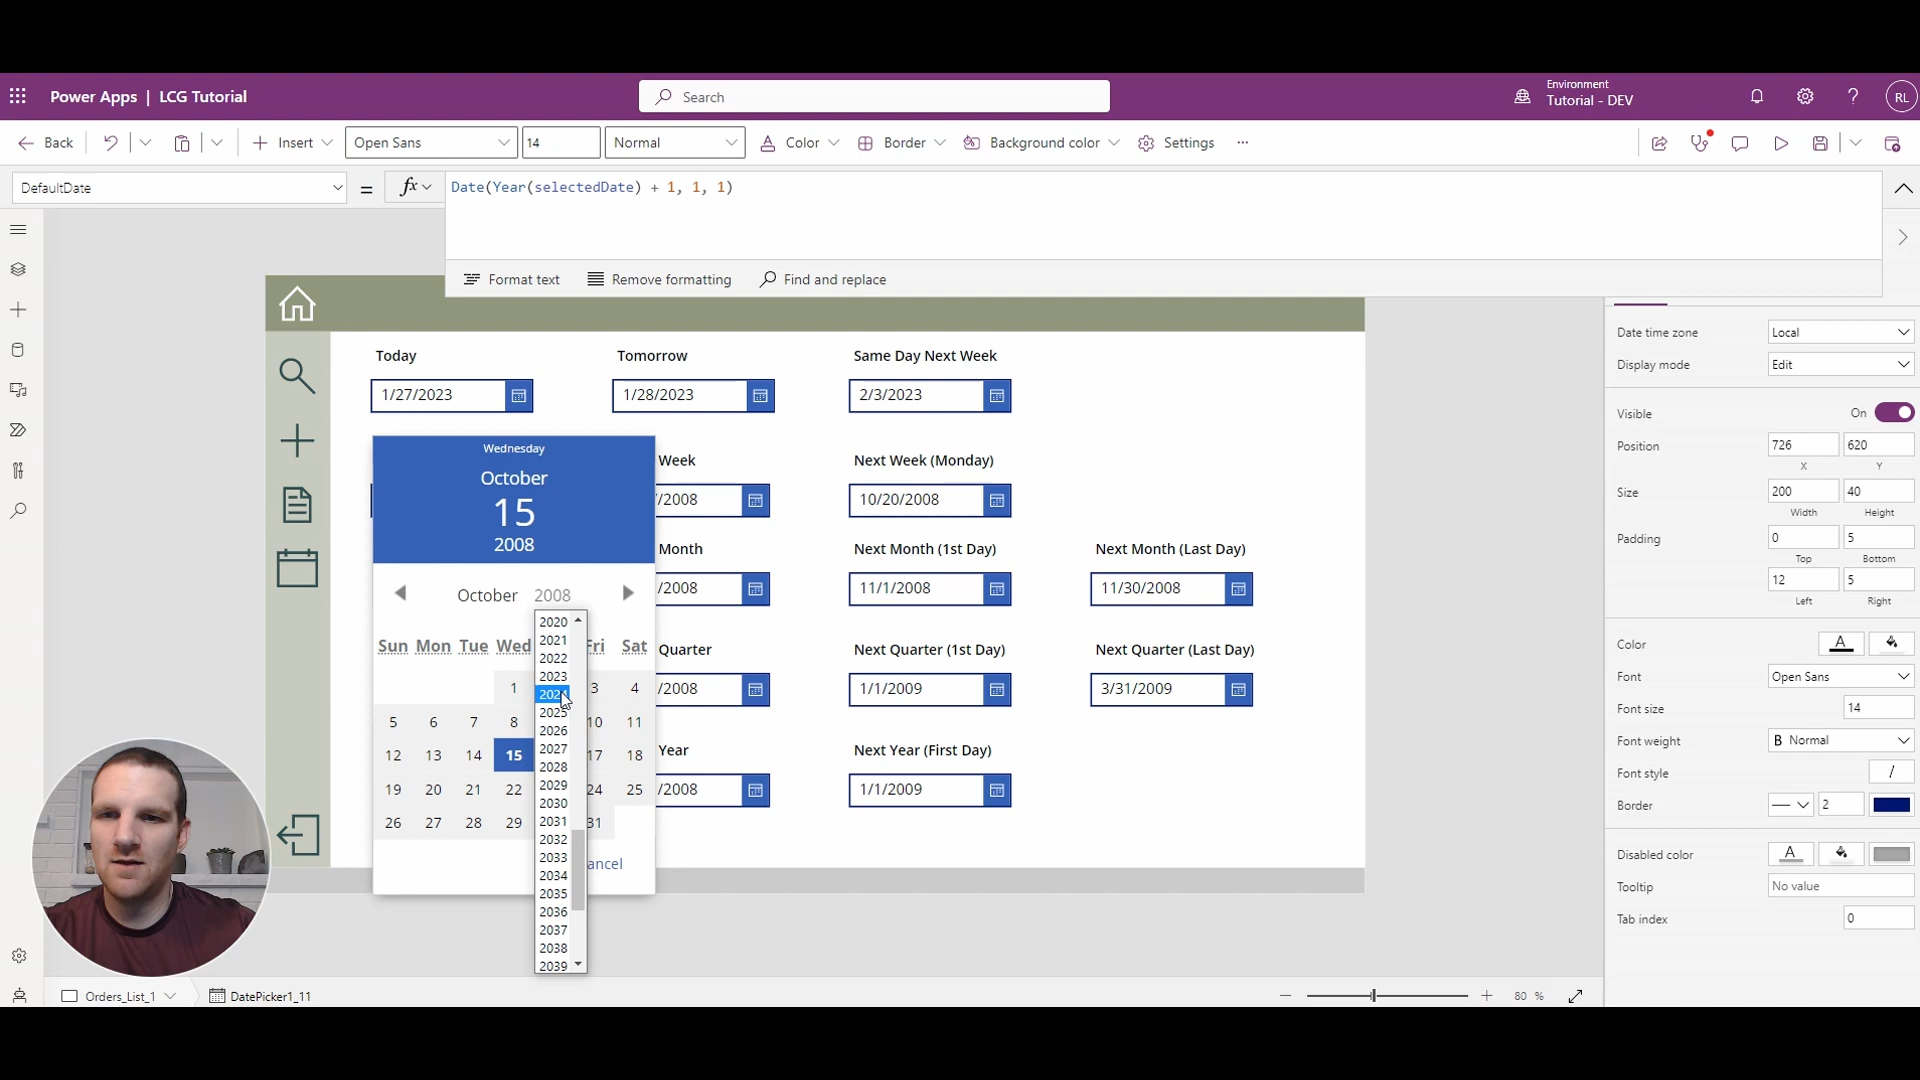 Power Apps | LCG Tutorial
Search
Environment
Tutorial - DEV
RL
Back
Insert
Open Sans
14
Normal
Color
Border
Background color
Settings
DefaultDate
=
fx
Date(Year(selectedDate) + 1, 1, 1)
Format text
Remove formatting
Find and replace
Today
Tomorrow
Same Day Next Week
1/27/2023
1/28/2023
2/3/2023
Week
Next Week (Monday)
/2008
10/20/2008
Month
Next Month (1st Day)
Next Month (Last Day)
/2008
11/1/2008
11/30/2008
Quarter
Next Quarter (1st Day)
Next Quarter (Last Day)
/2008
1/1/2009
3/31/2009
Year
Next Year (First Day)
/2008
1/1/2009
Wednesday
October
15
2008
October 2008
Sun Mon Tue Wed Fri Sat
1 3 4
5 6 7 8 10 11
12 13 14 15 17 18
19 20 21 22 24 25
26 27 28 29 31
ancel
2020
2021
2022
2023
2024
2025
2026
2027
2028
2029
2030
2031
2032
2033
2034
2035
2036
2037
2038
2039
Date time zone
Local
Display mode
Edit
Visible
On
Position
726
620
X
Y
Size
200
40
Width
Height
Padding
0
5
Top
Bottom
12
5
Left
Right
Color
Font
Open Sans
Font size
14
Font weight
B Normal
Font style
/
Border
2
Disabled color
Tooltip
No value
Tab index
0
Orders_List_1
DatePicker1_11
80 %